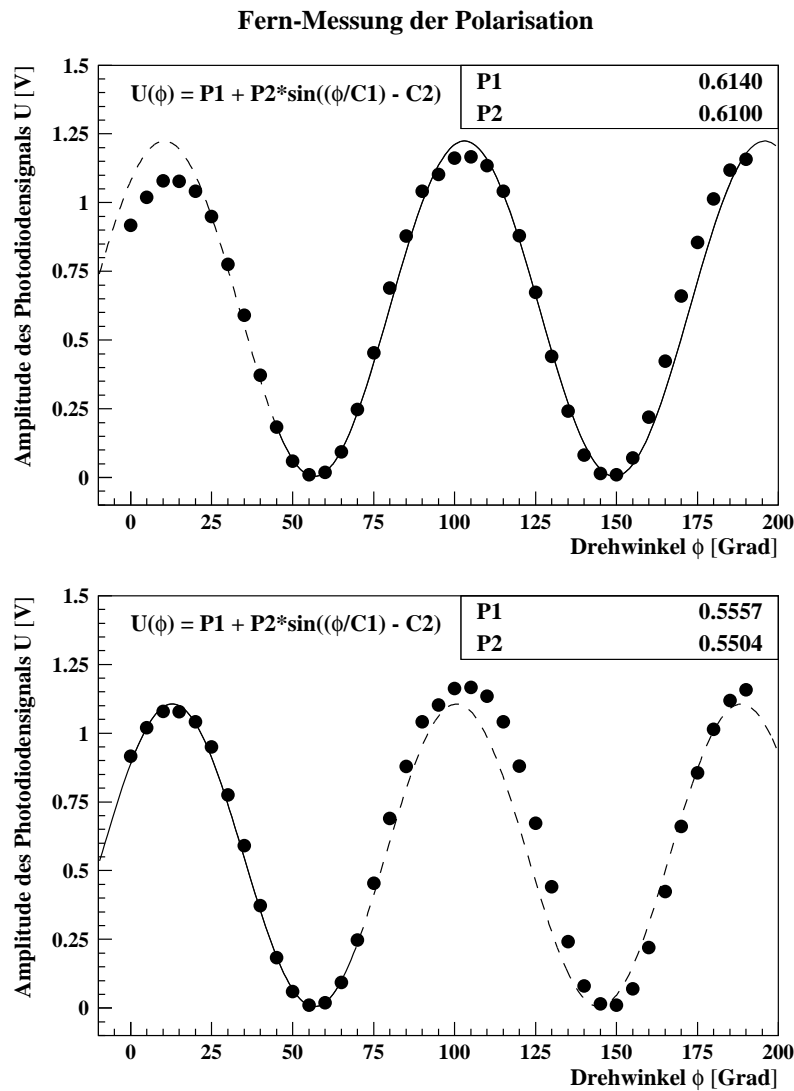 Fern-Messung der Polarisation
Amplitude des Photodiodensignals U [V]
U(ϕ) = P1 + P2*sin((ϕ/C1) - C2)
P1 0.6140
P2 0.6100
1.5
1.25
1
0.75
0.5
0.25
0
0 25 50 75 100 125 150 175 200
Drehwinkel ϕ [Grad]
Amplitude des Photodiodensignals U [V]
U(ϕ) = P1 + P2*sin((ϕ/C1) - C2)
P1 0.5557
P2 0.5504
1.5
1.25
1
0.75
0.5
0.25
0
0 25 50 75 100 125 150 175 200
Drehwinkel ϕ [Grad]